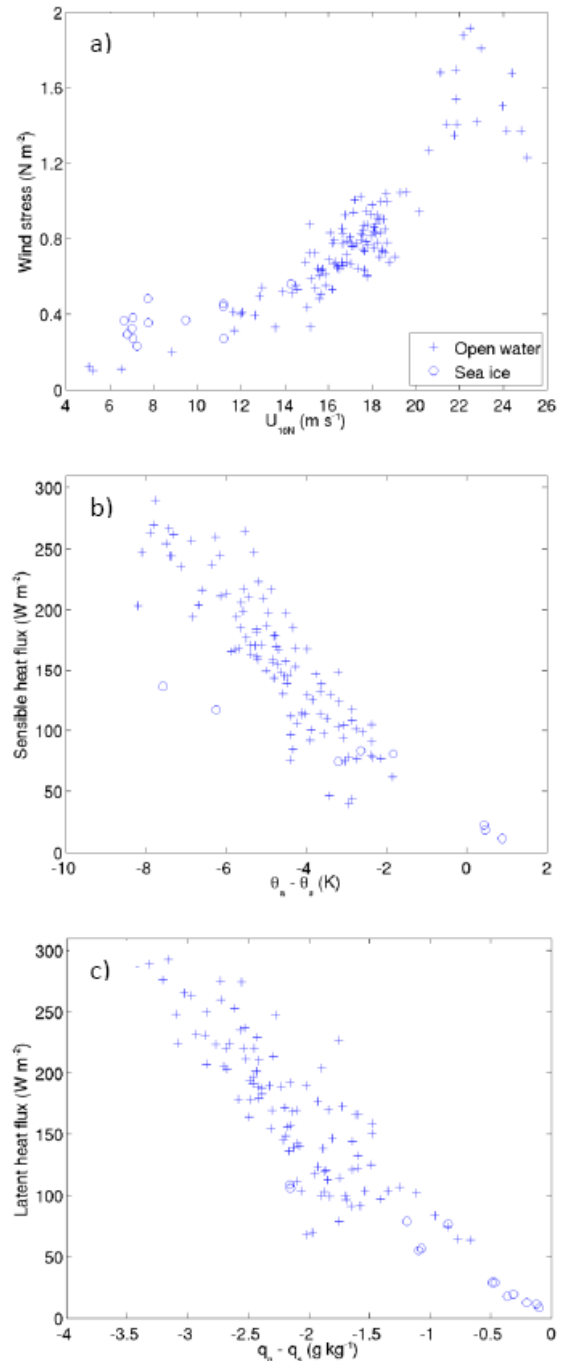 a)
2
1.6
1.2
0.8
0.4
0
Wind stress (N m⁻²)
Open water
Sea ice
4 6 8 10 12 14 16 18 20 22 24 26
U₁₀ₙ (m s⁻¹)
b)
300
250
200
150
100
50
0
Sensible heat flux (W m⁻²)
-10 -8 -6 -4 -2 0 2
θₐ - θₛ (K)
c)
300
250
200
150
100
50
0
Latent heat flux (W m⁻²)
-4 -3.5 -3 -2.5 -2 -1.5 -1 -0.5 0
qₐ - qₛ (g kg⁻¹)